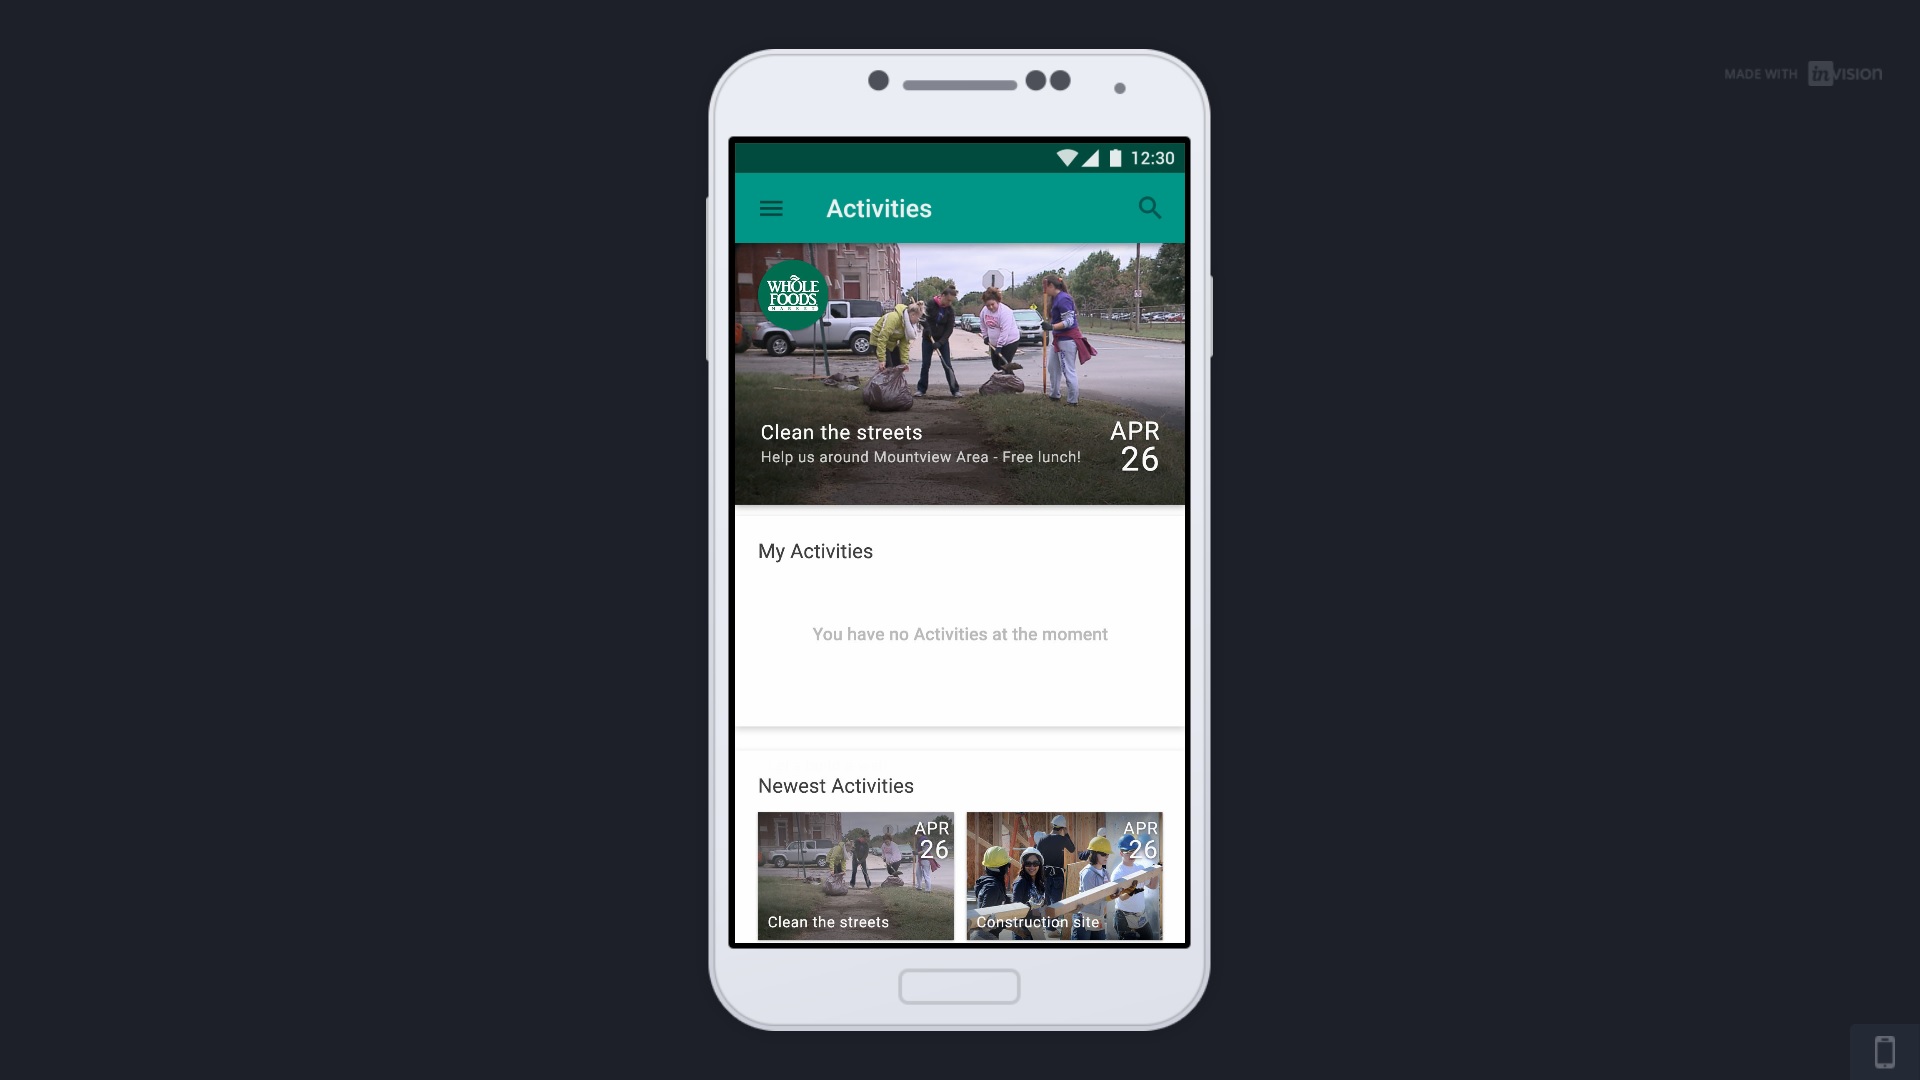 MADE WITH invision
12:30
Activities
WHOLE
FOODS
MARKET
Clean the streets
Help us around Mountview Area - Free lunch!
APR
26
My Activities
You have no Activities at the moment
Newest Activities
APR
26
Clean the streets
APR
26
Construction site